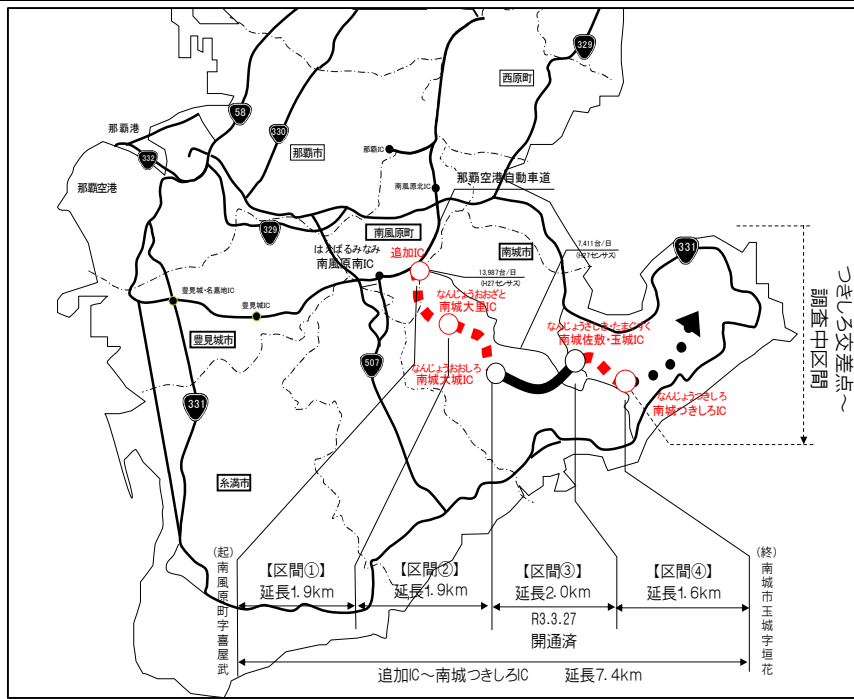 329
西原町
58
330
那覇港
332
那覇市
那覇IC
南風原北IC
那覇空港自動車道
那覇空港
329
南風原町
南城市
7,411台/日
(H27センサス)
331
はえばるみなみ
南風原南IC
追加IC
13,987台/日
(H27センサス)
つきしろ交差点~
調査中区間
豊見城・名嘉地IC
豊見城IC
なんじょうおおざと
南城大里IC
なんじょうさしき・たまぐすく
南城佐敷・玉城IC
豊見城市
507
なんじょうおおしろ
南城大城IC
なんじょうつきしろ
南城つきしろIC
331
糸満市
(起)
南風原町字喜屋武
【区間①】
延長1.9km
【区間②】
延長1.9km
【区間③】
延長2.0km
R3.3.27
開通済
【区間④】
延長1.6km
(終)
南城市玉城字垣花
追加IC~南城つきしろIC 延長7.4km